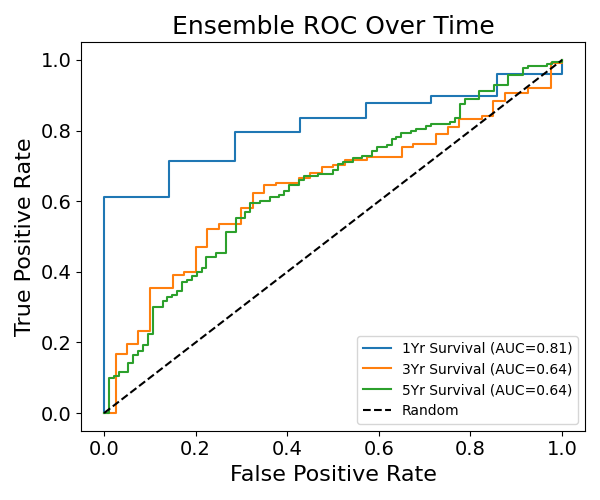 Ensemble ROC Over Time
True Positive Rate
1.0
0.8
0.6
0.4
0.2
0.0
1Yr Survival (AUC=0.81)
3Yr Survival (AUC=0.64)
5Yr Survival (AUC=0.64)
Random
0.0 0.2 0.4 0.6 0.8 1.0
False Positive Rate